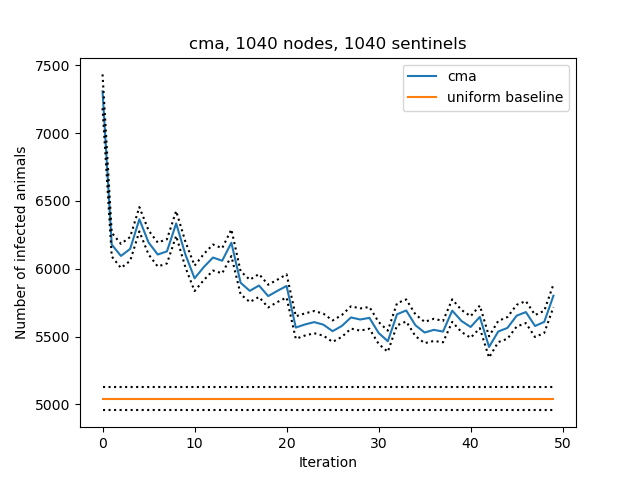 cma, 1040 nodes, 1040 sentinels
7500
7000
6500
6000
5500
5000
Number of infected animals
cma
uniform baseline
0
10
20
30
40
50
Iteration